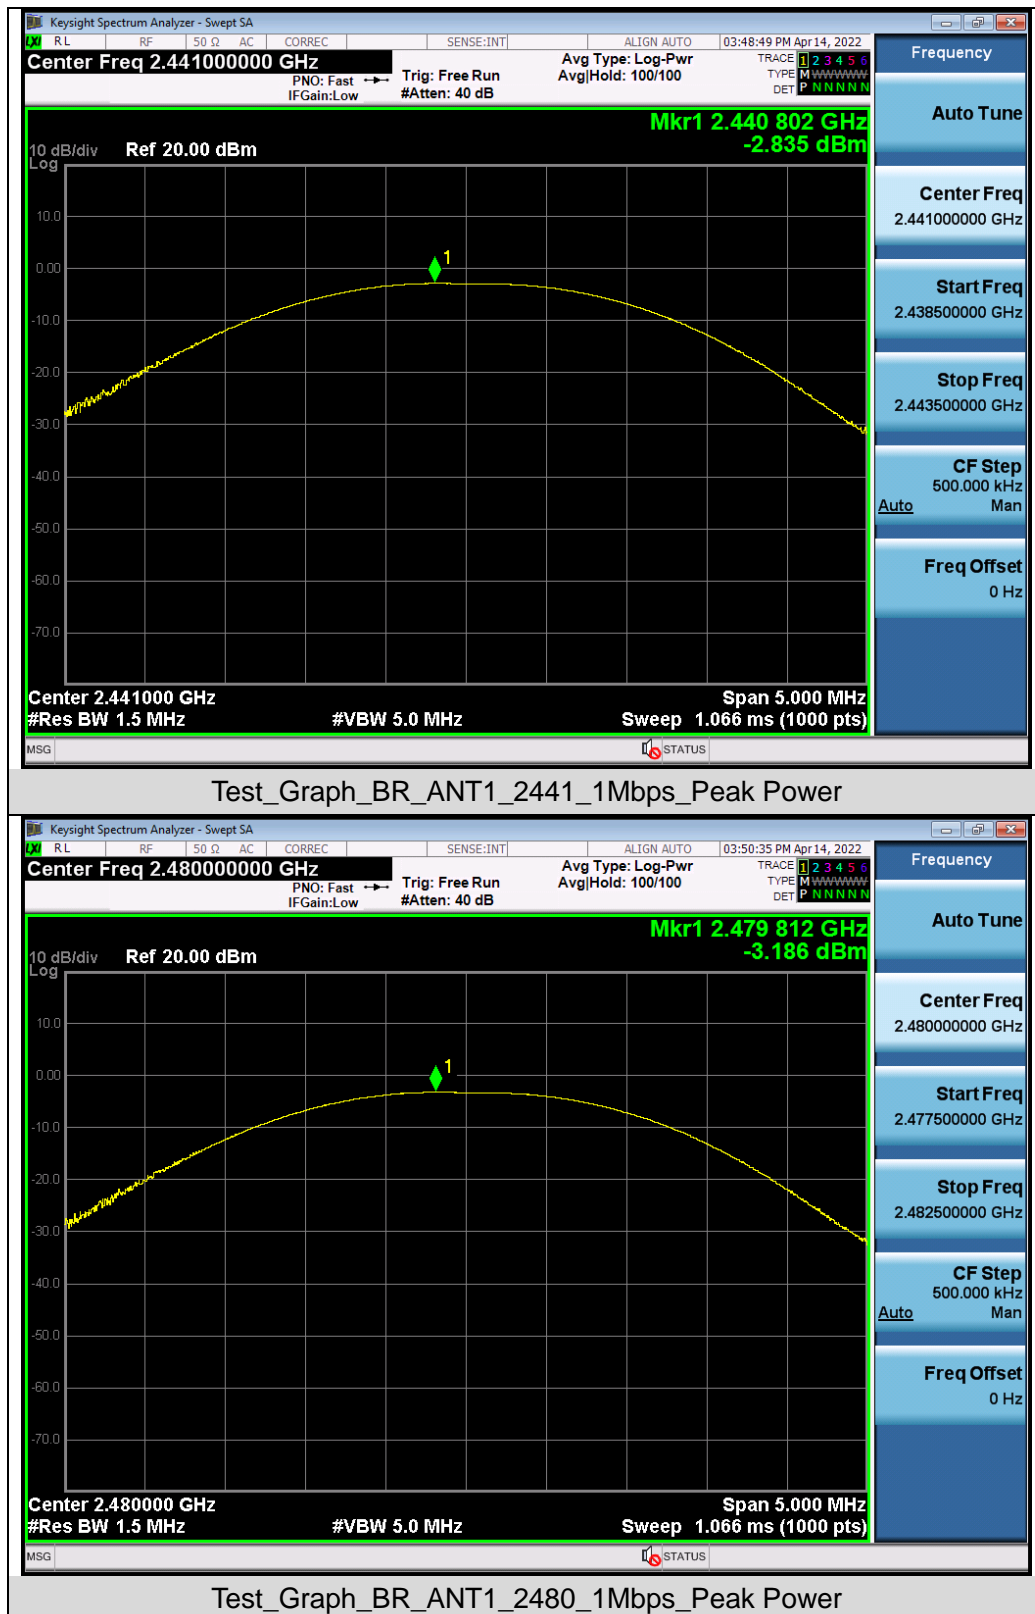 Keysight Spectrum Analyzer - Swept SA
LXI RL RF 50 Ω AC CORREC SENSE:INT ALIGN AUTO 03:48:49 PM Apr 14, 2022
Center Freq 2.441000000 GHz
PNO: Fast
IFGain:Low
Trig: Free Run
#Atten: 40 dB
Avg Type: Log-Pwr
Avg|Hold: 100/100
TRACE 1 2 3 4 5 6
TYPE M W W W W W
DET P N N N N N
Mkr1 2.440 802 GHz
-2.835 dBm
10 dB/div Ref 20.00 dBm
Log
10.0
0.00
-10.0
-20.0
-30.0
-40.0
-50.0
-60.0
-70.0
1
Center 2.441000 GHz Span 5.000 MHz
#Res BW 1.5 MHz #VBW 5.0 MHz Sweep 1.066 ms (1000 pts)
MSG STATUS
Frequency
Auto Tune
Center Freq
2.441000000 GHz
Start Freq
2.438500000 GHz
Stop Freq
2.443500000 GHz
CF Step
500.000 kHz
Auto Man
Freq Offset
0 Hz
Test_Graph_BR_ANT1_2441_1Mbps_Peak Power
Keysight Spectrum Analyzer - Swept SA
LXI RL RF 50 Ω AC CORREC SENSE:INT ALIGN AUTO 03:50:35 PM Apr 14, 2022
Center Freq 2.480000000 GHz
PNO: Fast
IFGain:Low
Trig: Free Run
#Atten: 40 dB
Avg Type: Log-Pwr
Avg|Hold: 100/100
TRACE 1 2 3 4 5 6
TYPE M W W W W W
DET P N N N N N
Mkr1 2.479 812 GHz
-3.186 dBm
10 dB/div Ref 20.00 dBm
Log
10.0
0.00
-10.0
-20.0
-30.0
-40.0
-50.0
-60.0
-70.0
1
Center 2.480000 GHz Span 5.000 MHz
#Res BW 1.5 MHz #VBW 5.0 MHz Sweep 1.066 ms (1000 pts)
MSG STATUS
Frequency
Auto Tune
Center Freq
2.480000000 GHz
Start Freq
2.477500000 GHz
Stop Freq
2.482500000 GHz
CF Step
500.000 kHz
Auto Man
Freq Offset
0 Hz
Test_Graph_BR_ANT1_2480_1Mbps_Peak Power